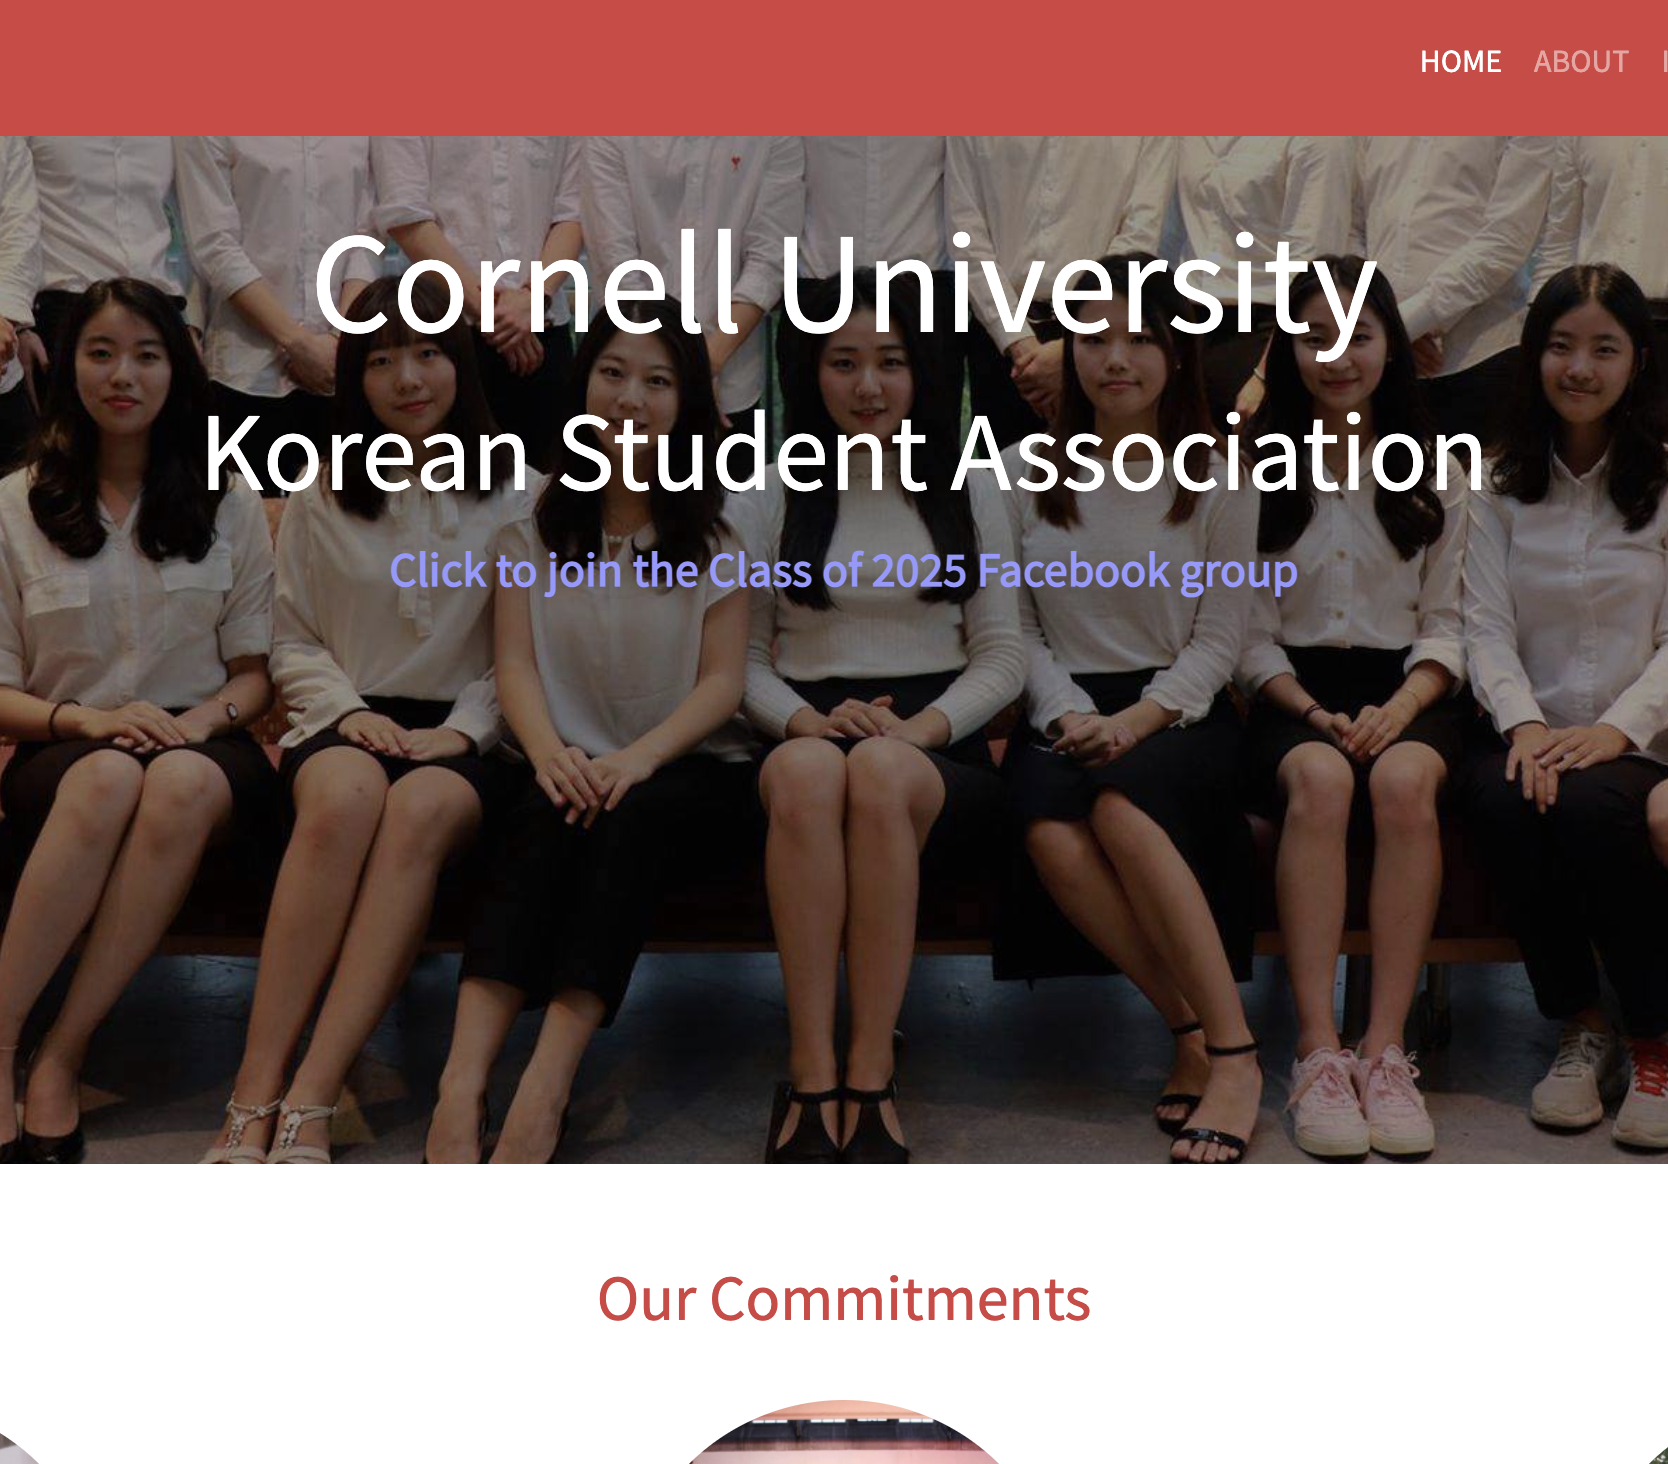 HOME ABOUT
Cornell University
Korean Student Association
Click to join the Class of 2025 Facebook group
Our Commitments